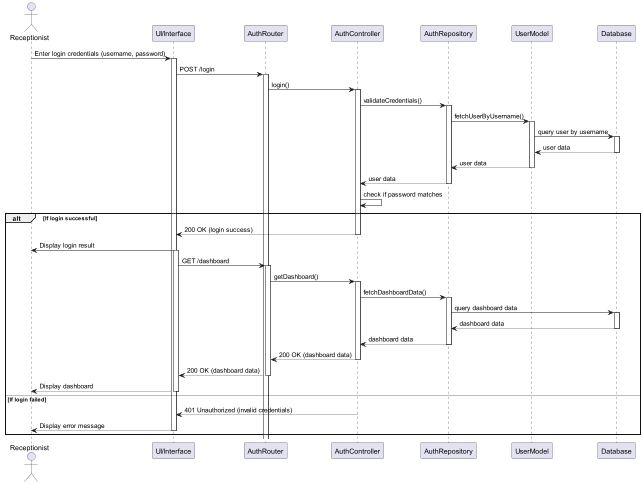 Receptionist
UI/Interface
AuthRouter
AuthController
AuthRepository
UserModel
Database
Enter login credentials (username, password)
POST /login
login()
validateCredentials()
fetchUserByUsername()
query user by username
user data
user data
user data
check if password matches
alt
[If login successful]
200 OK (login success)
Display login result
GET /dashboard
getDashboard()
fetchDashboardData()
query dashboard data
dashboard data
dashboard data
200 OK (dashboard data)
200 OK (dashboard data)
Display dashboard
[If login failed]
401 Unauthorized (invalid credentials)
Display error message
Receptionist
UI/Interface
AuthRouter
AuthController
AuthRepository
UserModel
Database